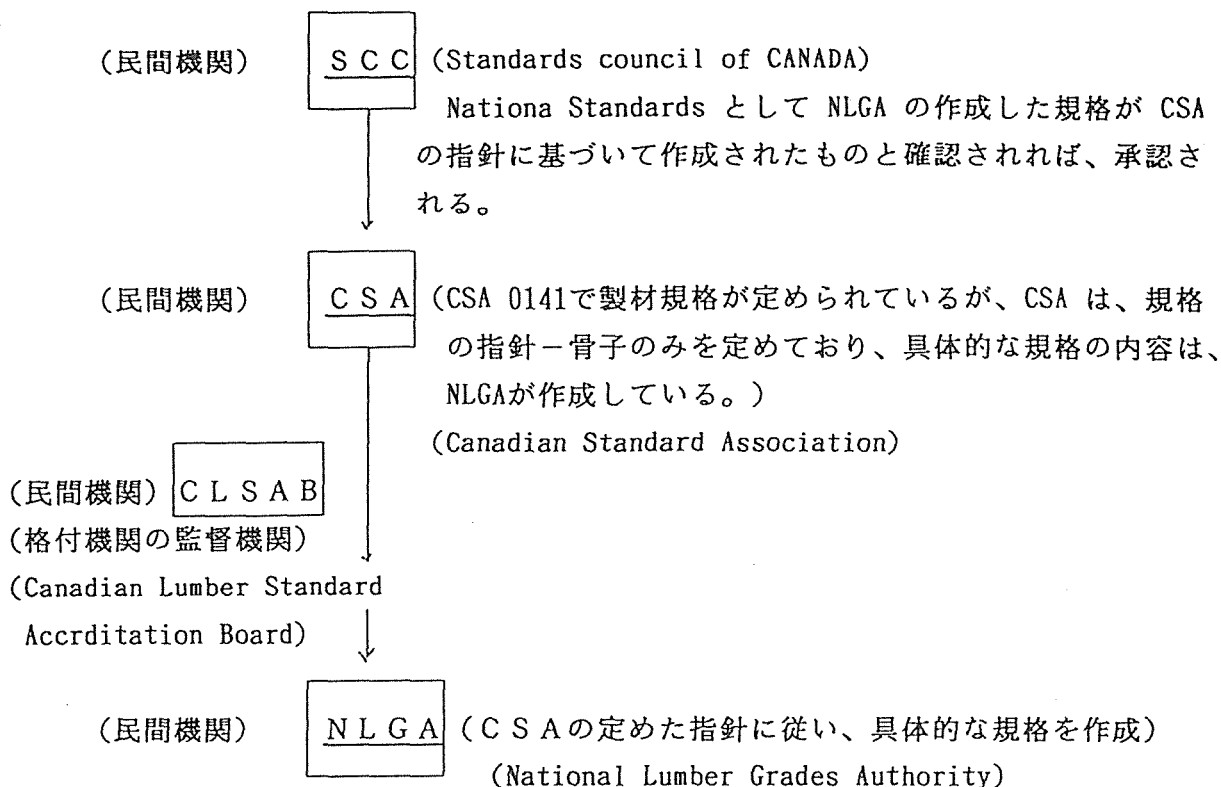 （民間機関） ＳＣＣ (Standards council of CANADA)
Nationa Standards として NLGA の作成した規格が CSA
の指針に基づいて作成されたものと確認されれば、承認さ
れる。
（民間機関） ＣＳＡ (CSA 0141で製材規格が定められているが、CSA は、規格
の指針－骨子のみを定めており、具体的な規格の内容は、
NLGAが作成している。)
(Canadian Standard Association)
（民間機関） ＣＬＳＡＢ
（格付機関の監督機関）
(Canadian Lumber Standard
Accrditation Board)
（民間機関） ＮＬＧＡ （ＣＳＡの定めた指針に従い、具体的な規格を作成）
(National Lumber Grades Authority)